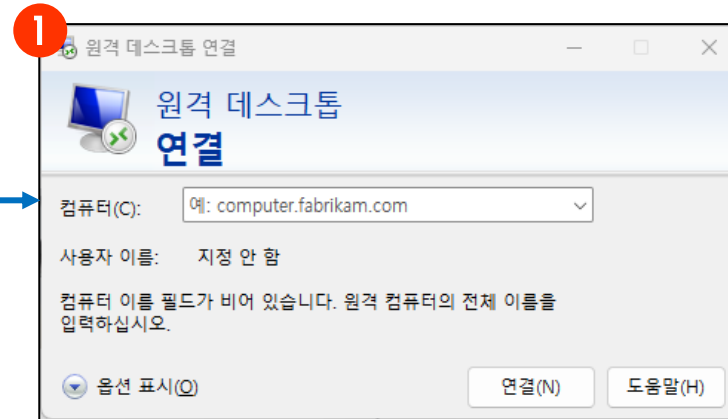 1
원격 데스크톱 연결
원격 데스크톱
연결
컴퓨터(C):
예: computer.fabrikam.com
사용자 이름: 지정 안 함
컴퓨터 이름 필드가 비어 있습니다. 원격 컴퓨터의 전체 이름을
입력하십시오.
옵션 표시(O) 연결(N) 도움말(H)